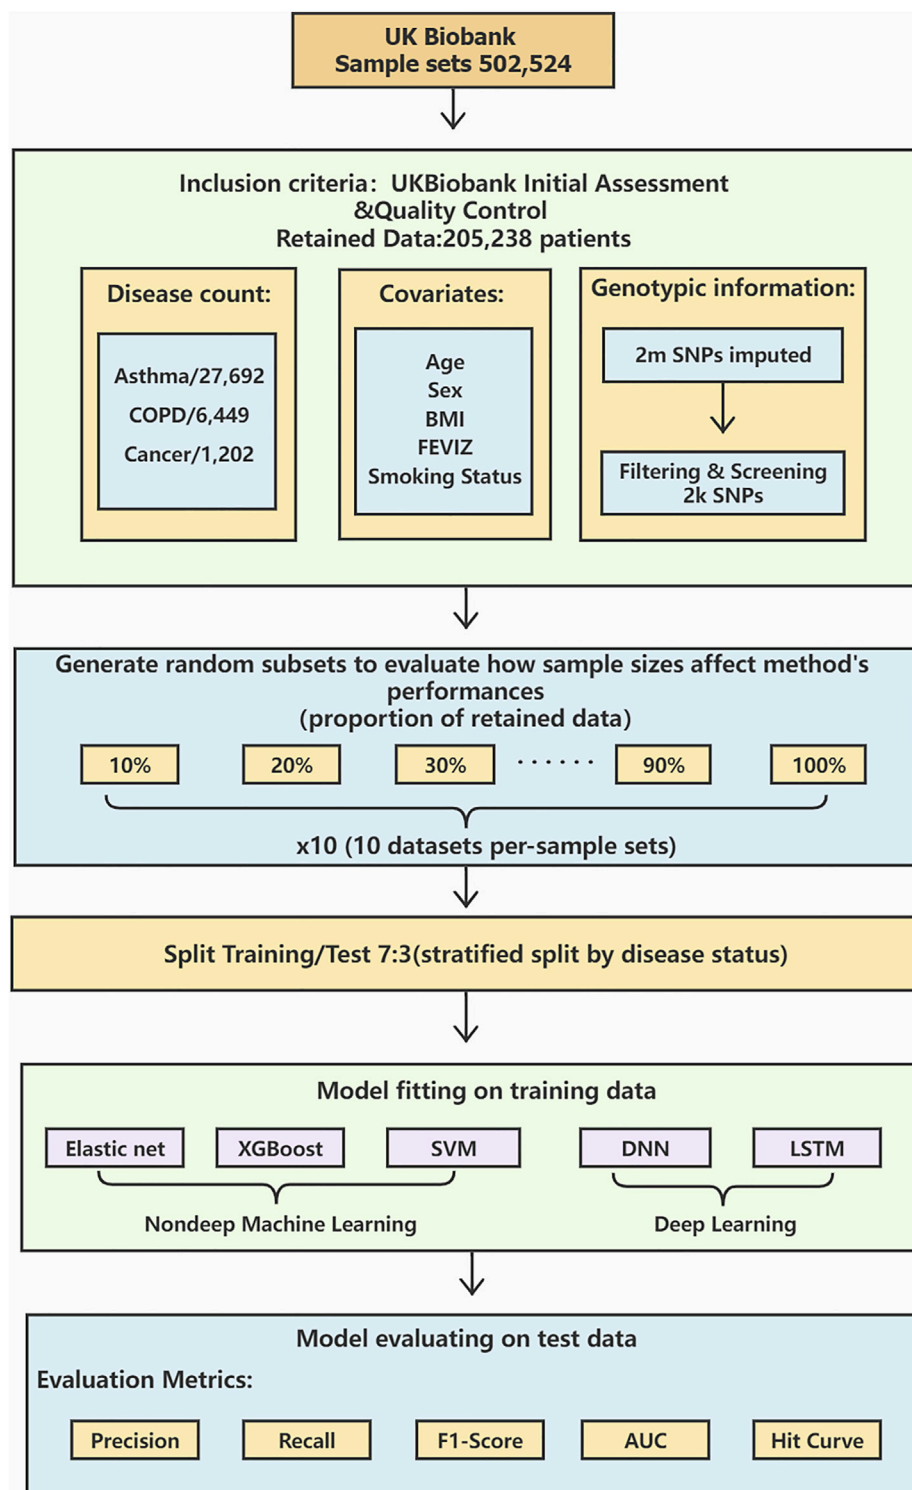 UK Biobank
Sample sets 502,524
Inclusion criteria: UKBiobank Initial Assessment
&Quality Control
Retained Data:205,238 patients
Disease count:
Asthma/27,692
COPD/6,449
Cancer/1,202
Covariates:
Age
Sex
BMI
FEVIZ
Smoking Status
Genotypic information:
2m SNPs imputed
Filtering & Screening
2k SNPs
Generate random subsets to evaluate how sample sizes affect method's
performances
(proportion of retained data)
10% 20% 30% ...... 90% 100%
x10 (10 datasets per-sample sets)
Split Training/Test 7:3(stratified split by disease status)
Model fitting on training data
Elastic net XGBoost SVM DNN LSTM
Nondeep Machine Learning Deep Learning
Model evaluating on test data
Evaluation Metrics:
Precision Recall F1-Score AUC Hit Curve